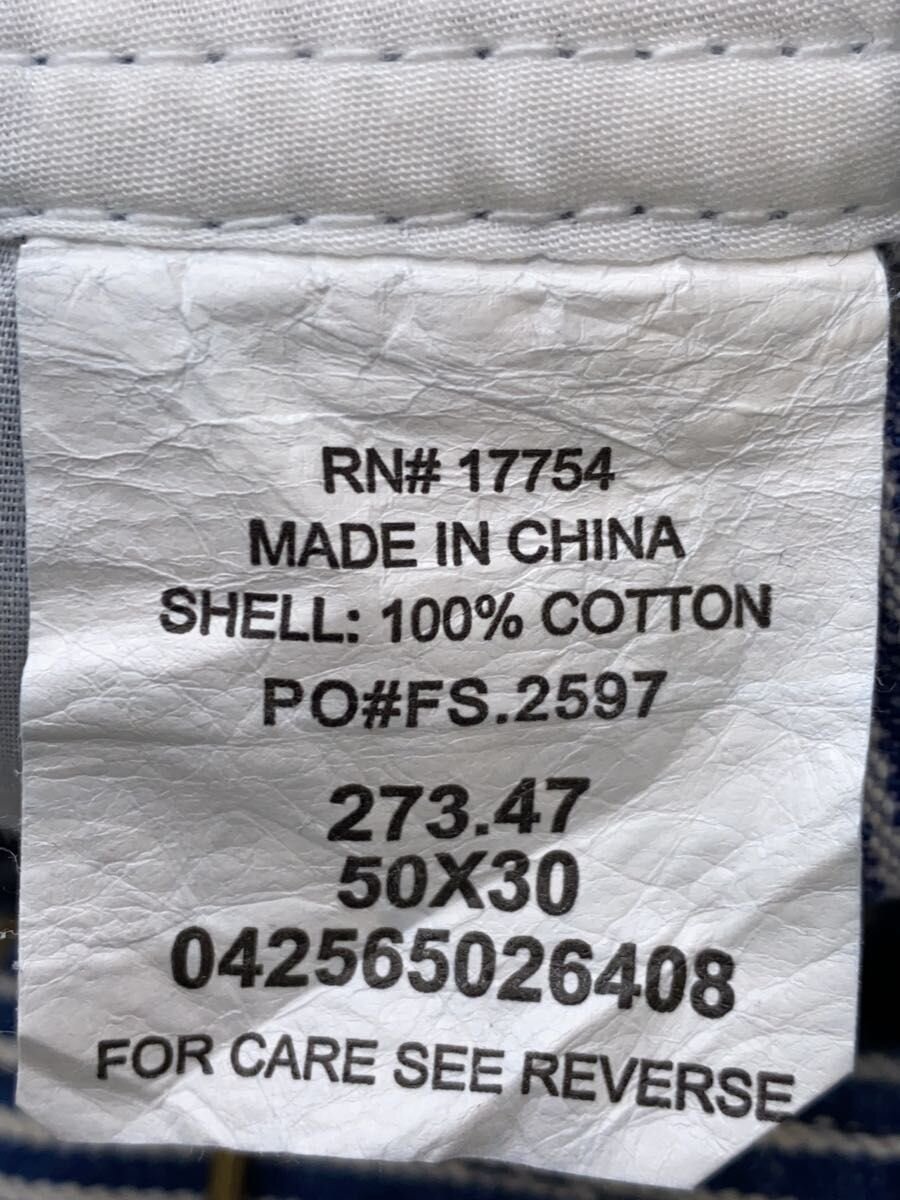 RN# 17754
MADE IN CHINA
SHELL: 100% COTTON
PO#FS.2597
273.47
50X30
042565026408
FOR CARE SEE REVERSE